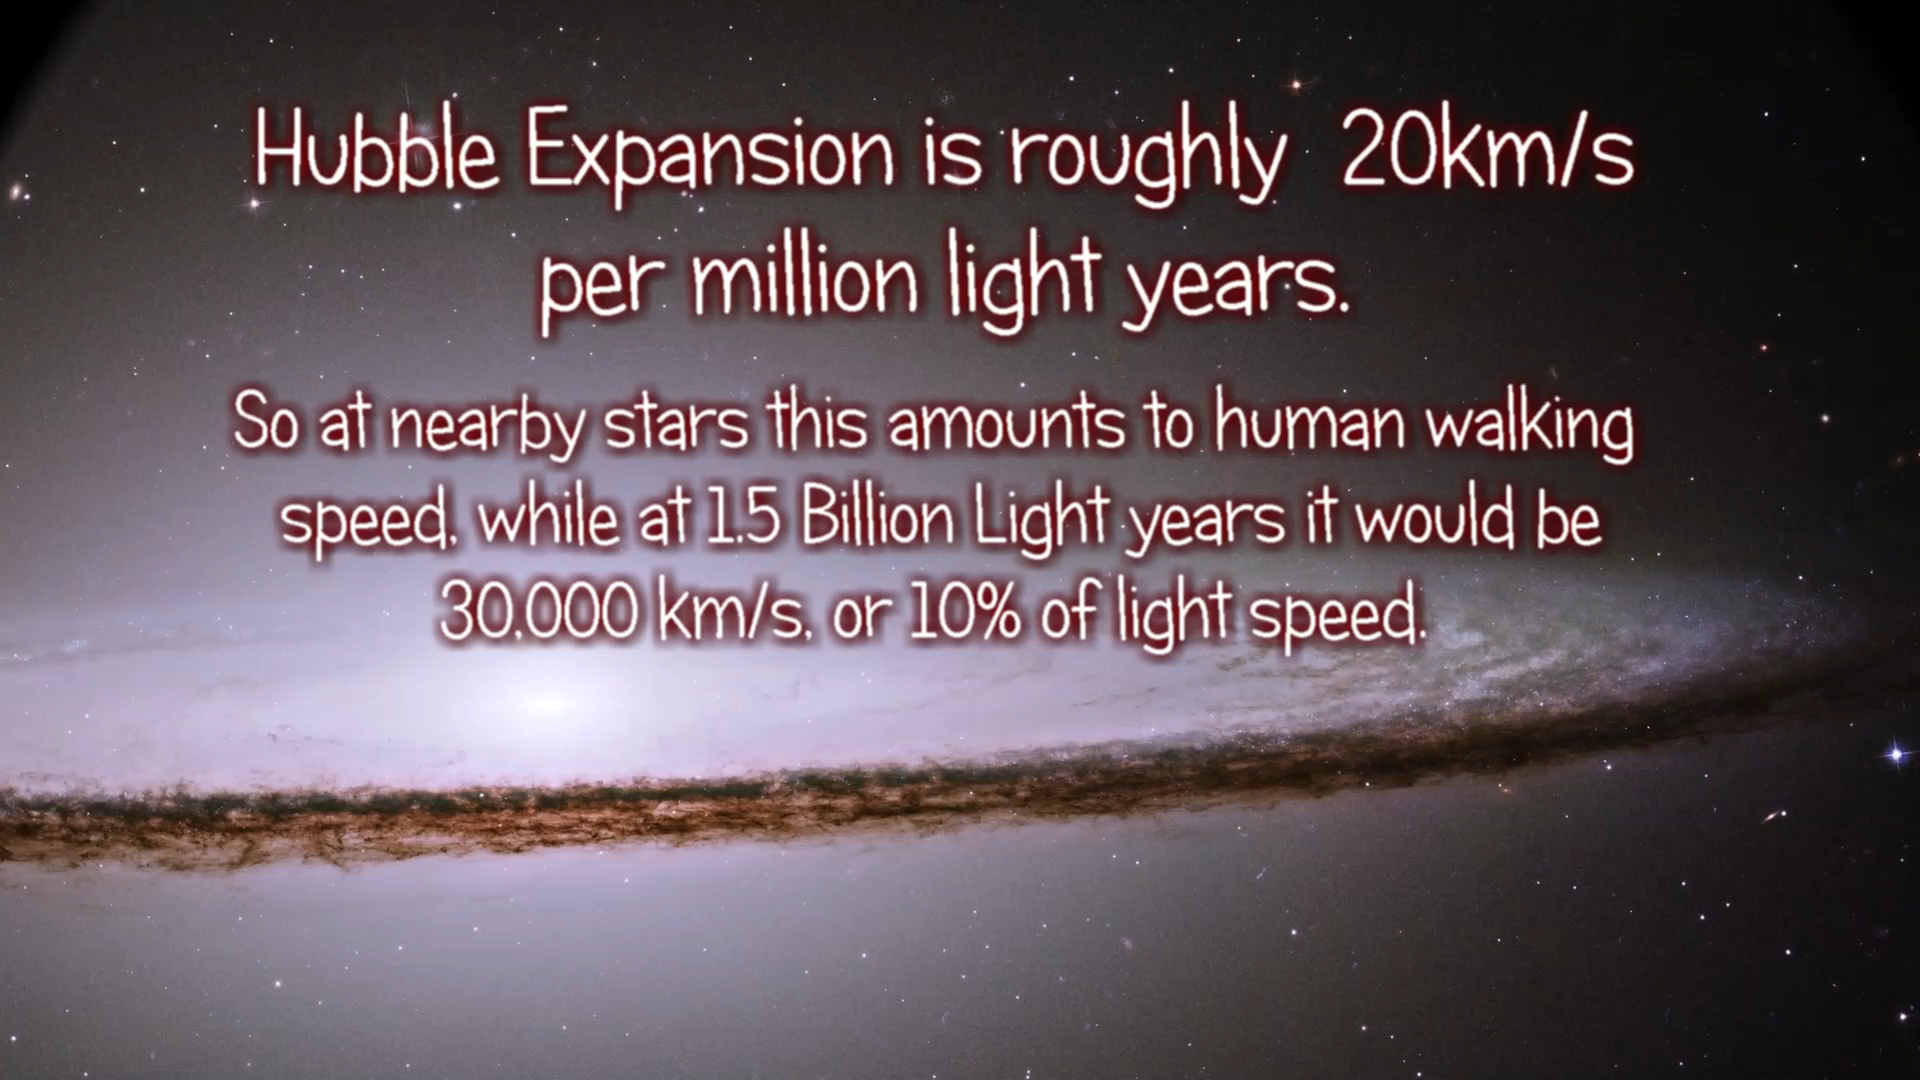 Hubble Expansion is roughly 20km/s
per million light years.
So at nearby stars this amounts to human walking
speed, while at 1.5 Billion Light years it would be
30,000 km/s, or 10% of light speed.